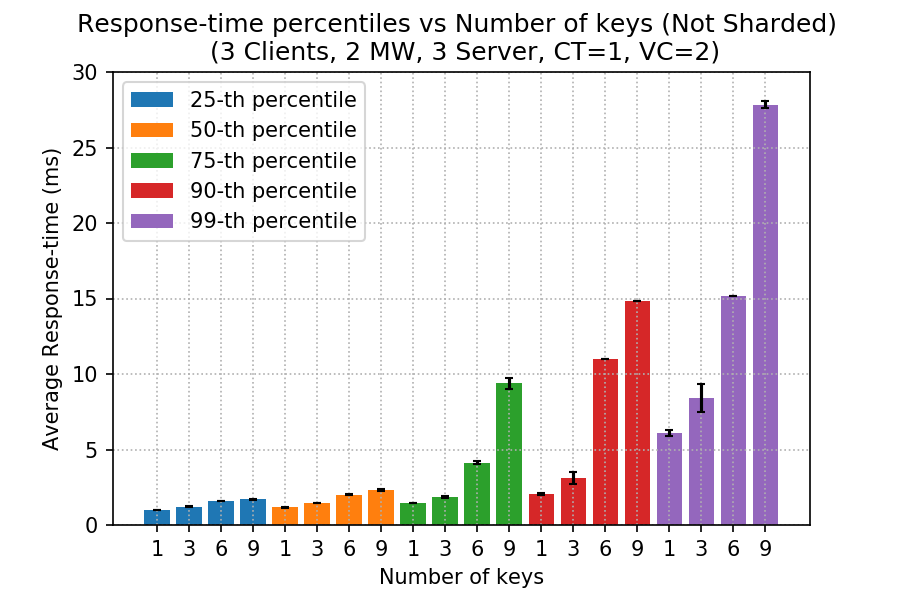 Response-time percentiles vs Number of keys (Not Sharded)
(3 Clients, 2 MW, 3 Server, CT=1, VC=2)
30
25
20
15
10
5
0
Average Response-time (ms)
25-th percentile
50-th percentile
75-th percentile
90-th percentile
99-th percentile
1 3 6 9 1 3 6 9 1 3 6 9 1 3 6 9 1 3 6 9
Number of keys